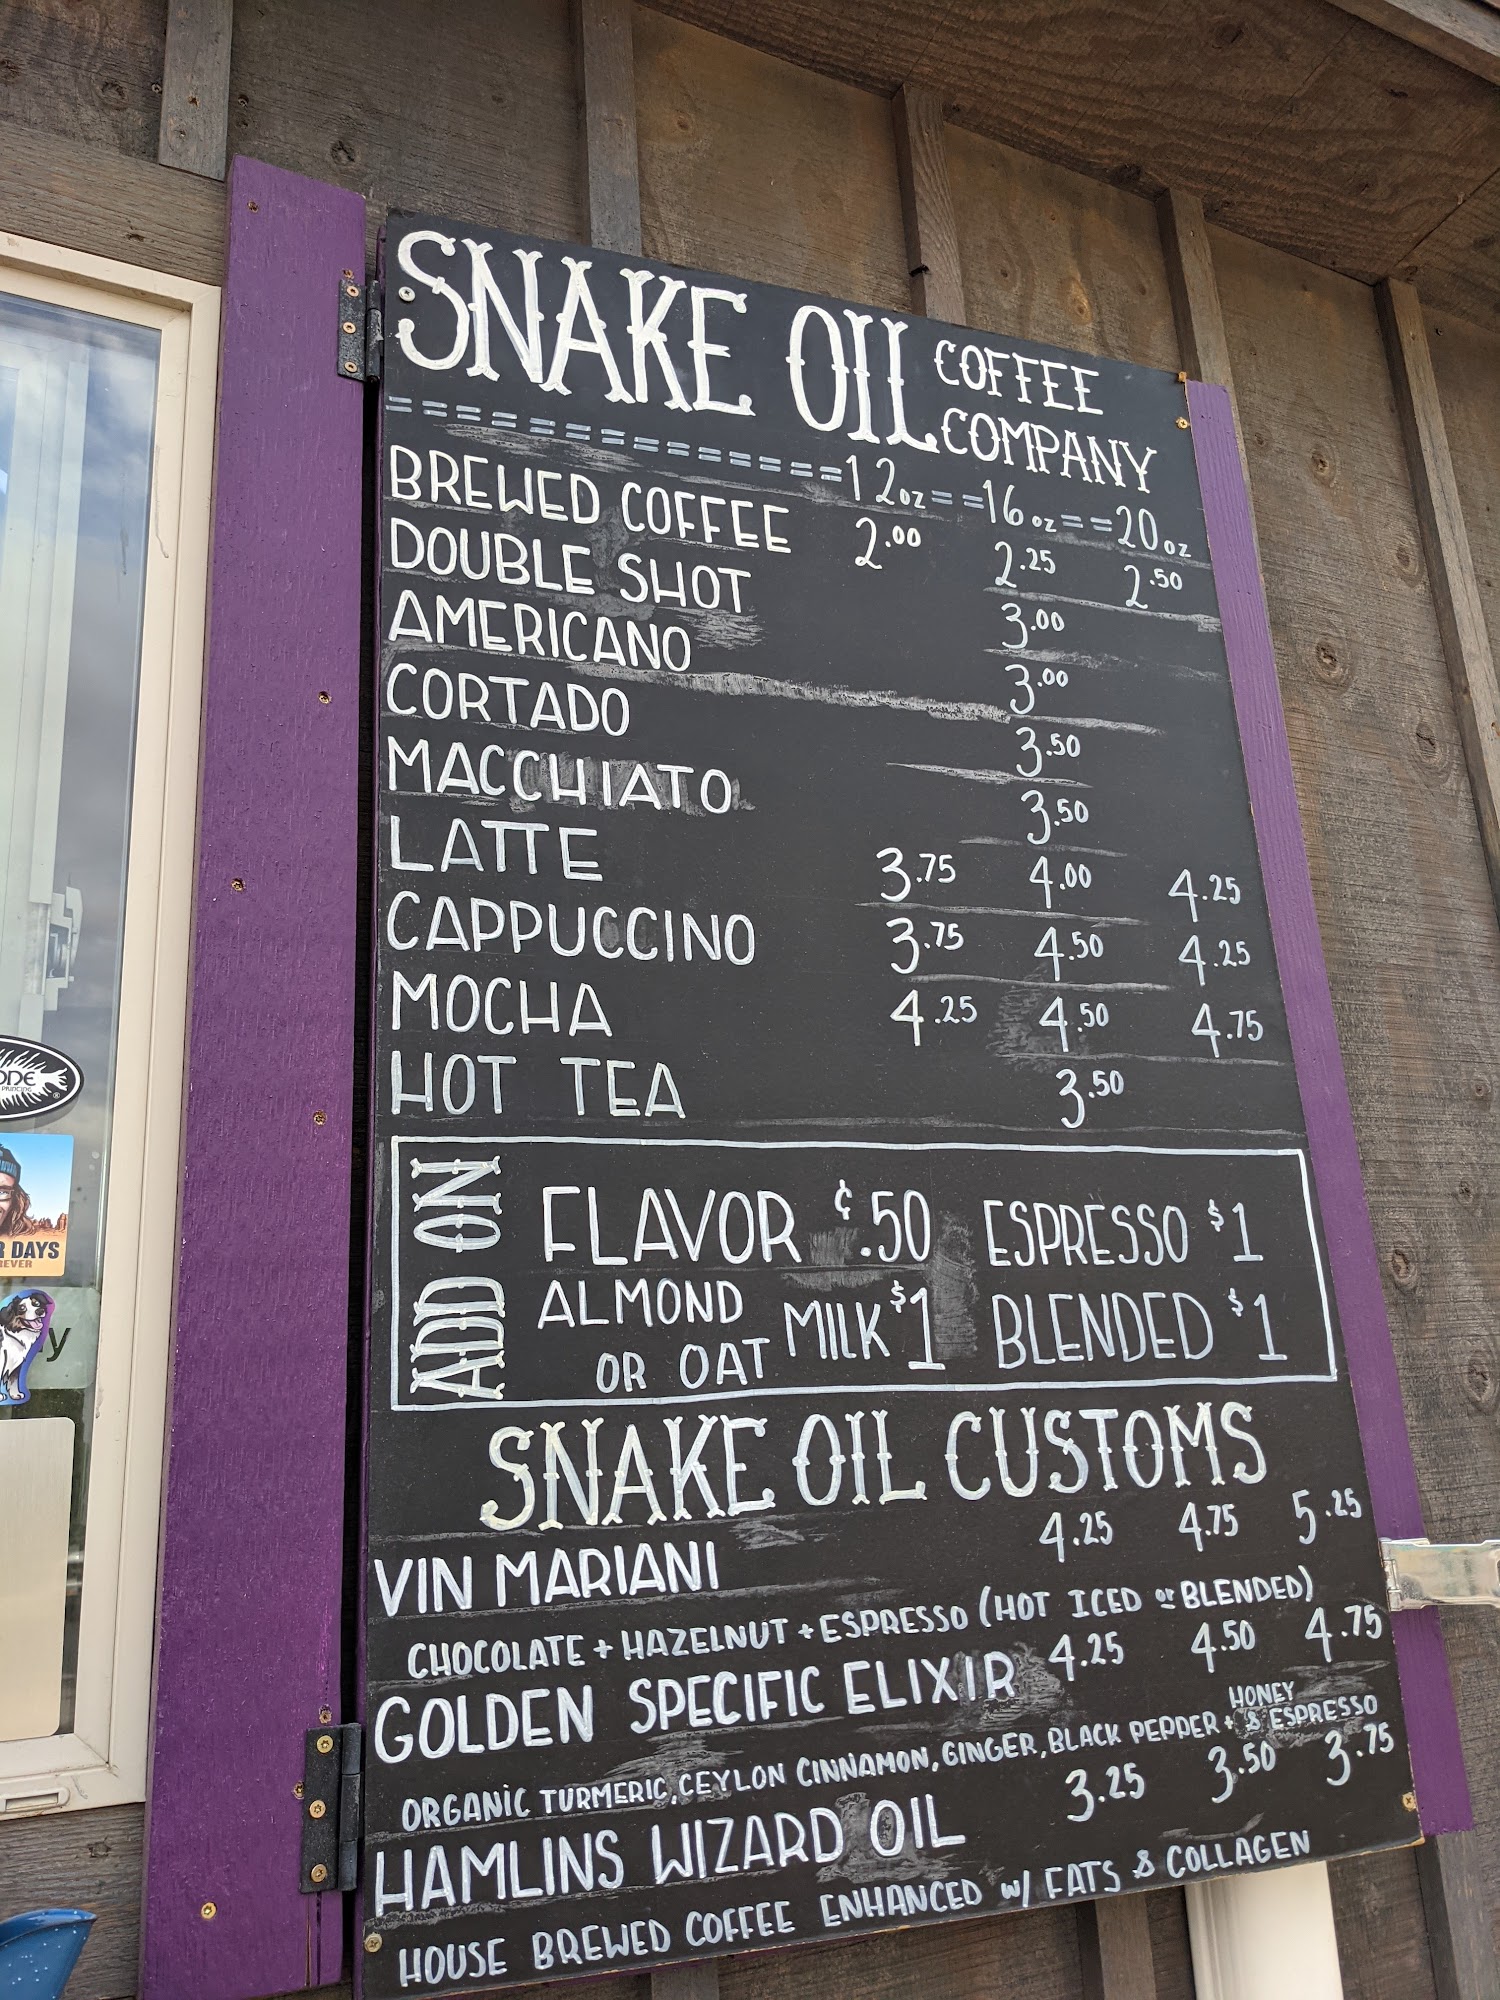 SNAKE OIL COFFEE COMPANY
12oz 16oz 20oz
BREWED COFFEE 2.00 2.25 2.50
DOUBLE SHOT 3.00
AMERICANO 3.00
CORTADO 3.50
MACCHIATO 3.50
LATTE 3.75 4.00 4.25
CAPPUCCINO 3.75 4.50 4.25
MOCHA 4.25 4.50 4.75
HOT TEA 3.50
ADD ON
FLAVOR ¢.50 ESPRESSO $1
ALMOND OR OAT MILK $1 BLENDED $1
SNAKE OIL CUSTOMS
VIN MARIANI 4.25 4.75 5.25
CHOCOLATE + HAZELNUT + ESPRESSO (HOT ICED or BLENDED)
GOLDEN SPECIFIC ELIXIR 4.25 4.50 4.75
ORGANIC TURMERIC, CEYLON CINNAMON, GINGER, BLACK PEPPER + HONEY & ESPRESSO
HAMLINS WIZARD OIL 3.25 3.50 3.75
HOUSE BREWED COFFEE ENHANCED w/ FATS & COLLAGEN
PRINTING
DAYS